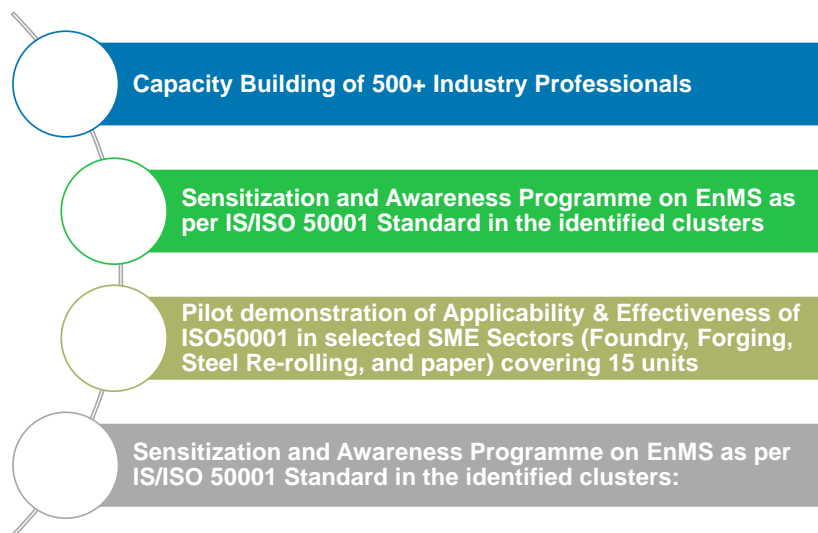 Capacity Building of 500+ Industry Professionals
Sensitization and Awareness Programme on EnMS as
per IS/ISO 50001 Standard in the identified clusters
Pilot demonstration of Applicability & Effectiveness of
ISO50001 in selected SME Sectors (Foundry, Forging,
Steel Re-rolling, and paper) covering 15 units
Sensitization and Awareness Programme on EnMS as per
IS/ISO 50001 Standard in the identified clusters: